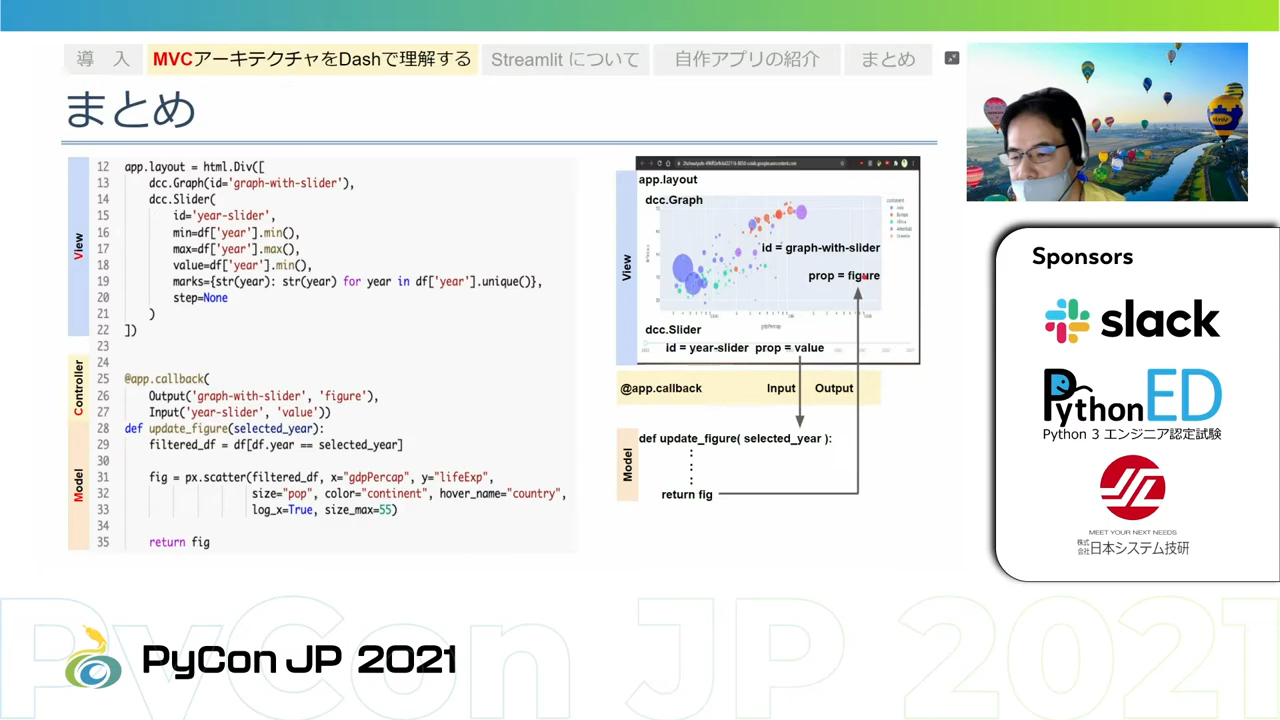 導 入
MVCアーキテクチャをDashで理解する
Streamlit について
自作アプリの紹介
まとめ
まとめ
View
12 app.layout = html.Div([
13 dcc.Graph(id='graph-with-slider'),
14 dcc.Slider(
15 id='year-slider',
16 min=df['year'].min(),
17 max=df['year'].max(),
18 value=df['year'].min(),
19 marks={str(year): str(year) for year in df['year'].unique()},
20 step=None
21 )
22 ])
23
24
Controller
25 @app.callback(
26 Output('graph-with-slider', 'figure'),
27 Input('year-slider', 'value'))
Model
28 def update_figure(selected_year):
29 filtered_df = df[df.year == selected_year]
30
31 fig = px.scatter(filtered_df, x="gdpPercap", y="lifeExp",
32 size="pop", color="continent", hover_name="country",
33 log_x=True, size_max=55)
34
35 return fig
View
app.layout
dcc.Graph
id = graph-with-slider
prop = figure
gdpPercap
dcc.Slider
id = year-slider prop = value
@app.callback Input Output
Model
def update_figure( selected_year ):
return fig
Sponsors
slack
PythonED
Python 3 エンジニア認定試験
MEET YOUR NEXT NEEDS
株式会社日本システム技研
PyCon JP 2021
PyCon JP 2021